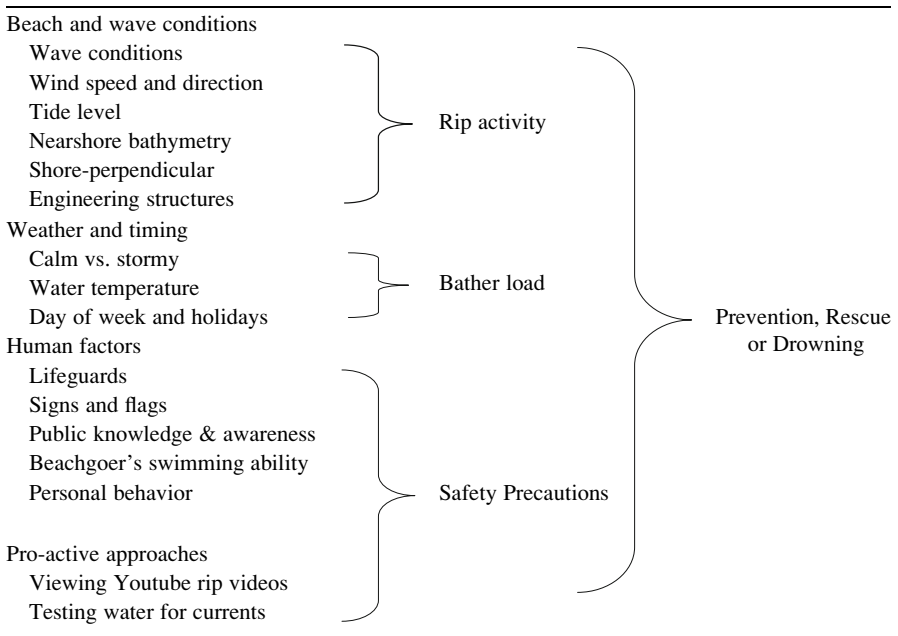 Beach and wave conditions
Wave conditions
Wind speed and direction
Tide level
Nearshore bathymetry
Shore-perpendicular
Engineering structures
Rip activity
Weather and timing
Calm vs. stormy
Water temperature
Day of week and holidays
Bather load
Human factors
Lifeguards
Signs and flags
Public knowledge & awareness
Beachgoer's swimming ability
Personal behavior
Pro-active approaches
Viewing Youtube rip videos
Testing water for currents
Safety Precautions
Prevention, Rescue
or Drowning